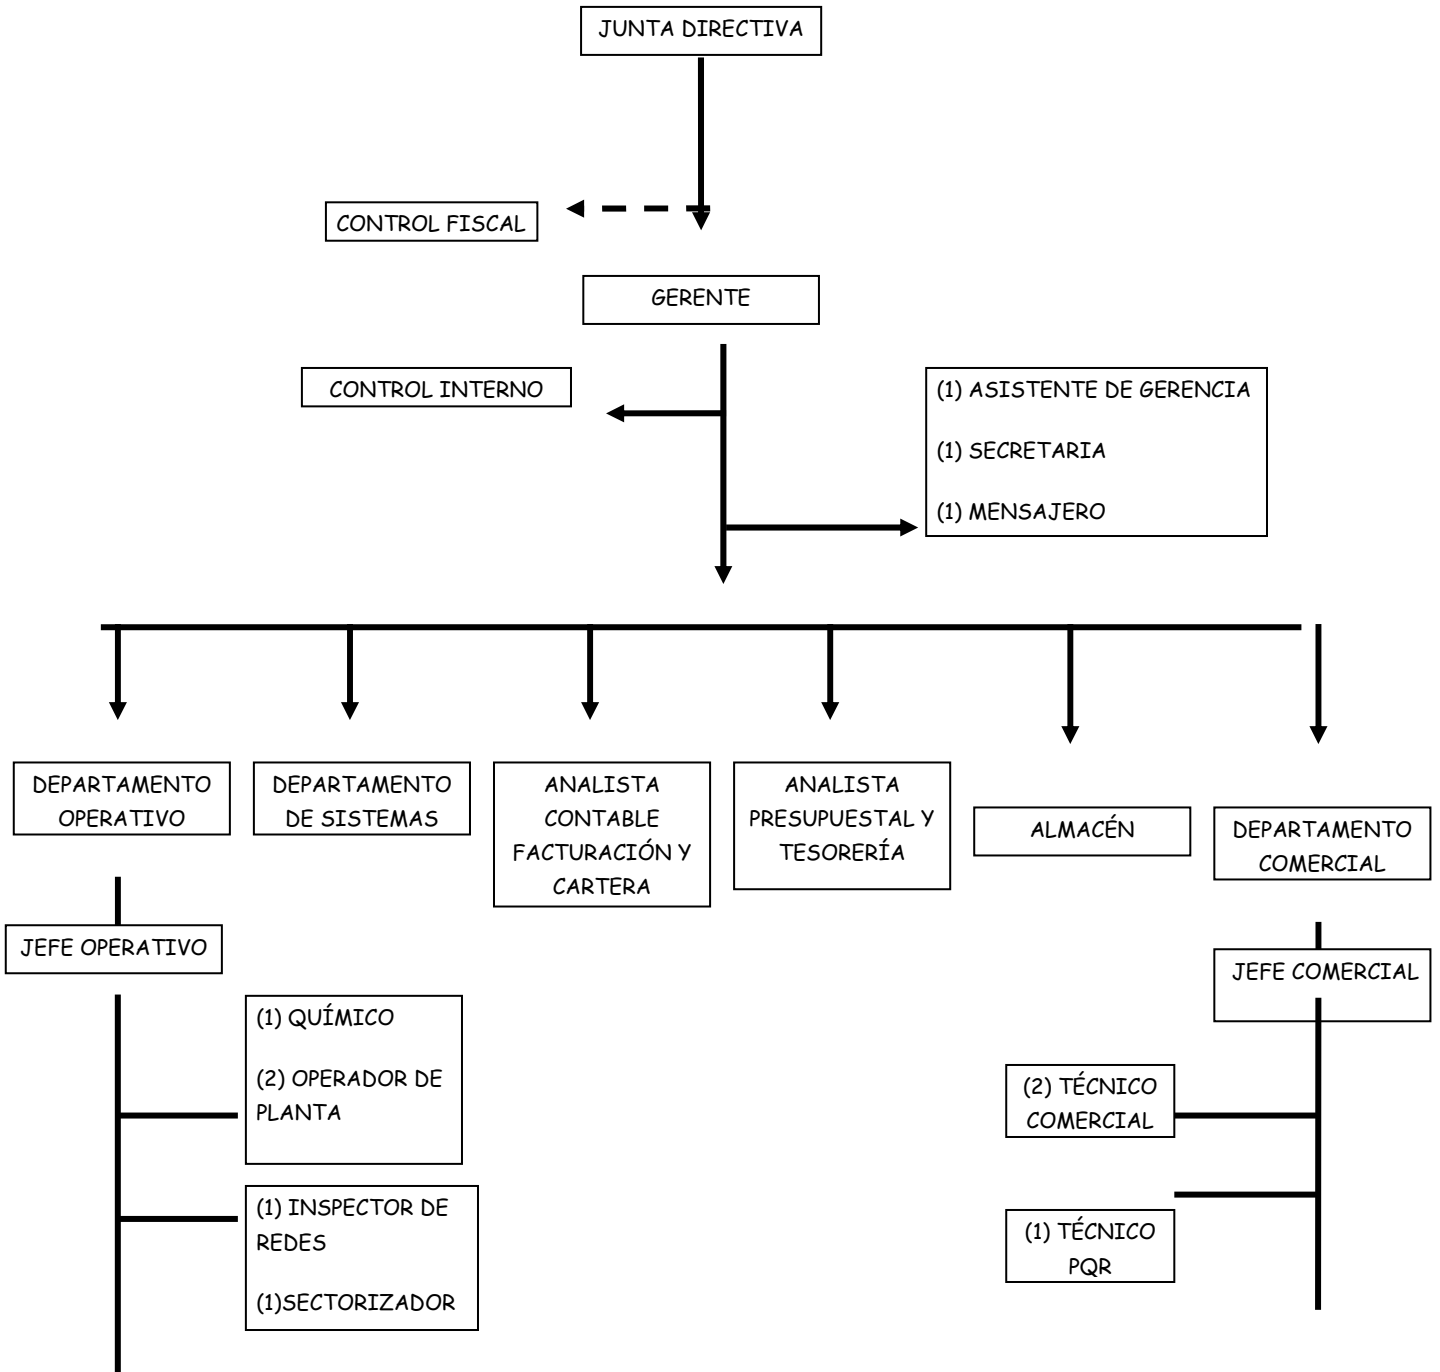 JUNTA DIRECTIVA
CONTROL FISCAL
GERENTE
CONTROL INTERNO
(1) ASISTENTE DE GERENCIA
(1) SECRETARIA
(1) MENSAJERO
DEPARTAMENTO
OPERATIVO
DEPARTAMENTO
DE SISTEMAS
ANALISTA
CONTABLE
FACTURACIÓN Y
CARTERA
ANALISTA
PRESUPUESTAL Y
TESORERÍA
ALMACÉN
DEPARTAMENTO
COMERCIAL
JEFE OPERATIVO
JEFE COMERCIAL
(1) QUÍMICO
(2) OPERADOR DE
PLANTA
(2) TÉCNICO
COMERCIAL
(1) INSPECTOR DE
REDES
(1)SECTORIZADOR
(1) TÉCNICO
PQR